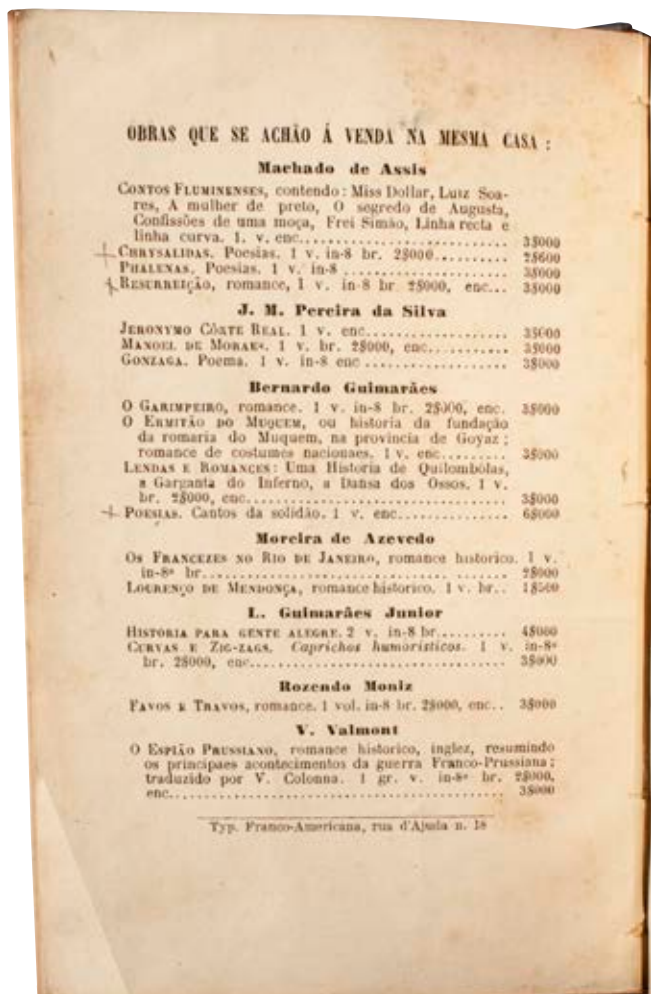 OBRAS QUE SE ACHÃO Á VENDA NA MESMA CASA :
Machado de Assis
CONTOS FLUMINENSES, contendo: Miss Dollar, Luiz Soa-
res, A mulher de preto, O segredo de Augusta,
Confissões de uma moça, Frei Simão, Linha recta e
linha curva. 1. v. enc.................... 3$000
CHRYSALIDAS. Poesias. 1 v. in-8 br. 2$000.......... 2$600
PHALENAS. Poesias. 1 v. in-8 .................... 3$000
RESURREIÇÃO, romance, 1 v. in-8 br 2$000, enc... 3$000
J. M. Pereira da Silva
JERONYMO CÔRTE REAL. 1 v. enc.................... 3$000
MANOEL DE MORAES. 1 v. br. 2$000, enc........... 3$000
GONZAGA. Poema. 1 v. in-8 enc .................... 3$000
Bernardo Guimarães
O GARIMPEIRO, romance. 1 v. in-8 br. 2$000, enc. 3$000
O ERMITÃO DO MUQUEM, ou historia da fundação
da romaria do Muquem, na provincia de Goyaz ;
romance de costumes nacionaes. 1 v. enc........ 3$000
LENDAS E ROMANCES : Uma Historia de Quilombólas,
a Garganta do Inferno, a Dansa dos Ossos. 1 v.
br. 2$000, enc.................... 3$000
POESIAS. Cantos da solidão. 1 v. enc............... 6$000
Moreira de Azevedo
OS FRANCEZES NO RIO DE JANEIRO, romance historico. 1 v.
in-8º br.................... 2$000
LOURENÇO DE MENDONÇA, romance historico. 1 v. br.. 1$500
L. Guimarães Junior
HISTORIA PARA GENTE ALEGRE. 2 v. in-8 br.......... 4$000
CURVAS E ZIG-ZAGS. Caprichos humoristicos. 1 v. in-8º
br. 2$000, enc.................... 3$000
Rozendo Moniz
FAVOS E TRAVOS, romance. 1 vol. in-8 br. 2$000, enc.. 3$000
V. Valmont
O ESPIÃO PRUSSIANO, romance historico, inglez, resumindo
os principaes acontecimentos da guerra Franco-Prussiana ;
traduzido por V. Colonna. 1 gr. v. in-8º br. 2$000,
enc.................... 3$000
Typ. Franco-Americana, rua d'Ajuda n. 18